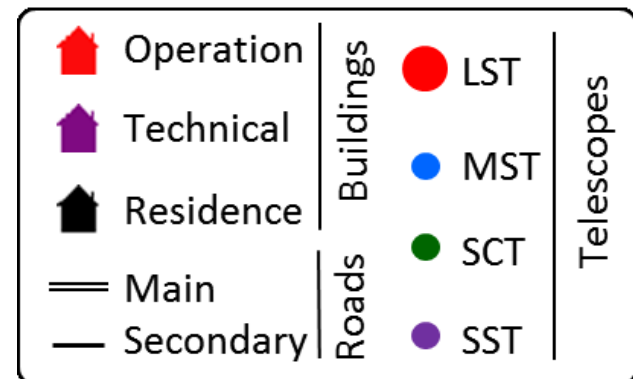 Operation
Technical
Residence
Buildings
Main
Secondary
Roads
LST
MST
SCT
SST
Telescopes